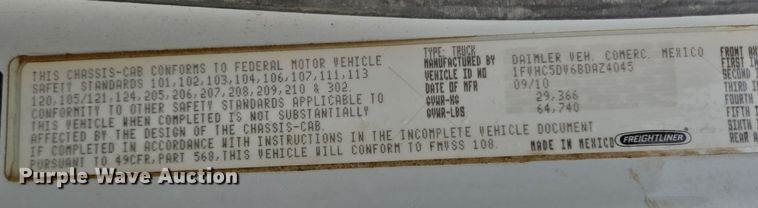 THIS CHASSIS-CAB CONFORMS TO FEDERAL MOTOR VEHICLE
SAFETY STANDARDS 101,102,103,104,106,107,111,113
120,105/121,124,205,206,207,208,209,210 & 302.
CONFORMITY TO OTHER SAFETY STANDARDS APPLICABLE TO
THIS VEHICLE WHEN COMPLETED IS NOT SUBSTANTIALLY
AFFECTED BY THE DESIGN OF THE CHASSIS-CAB.
IF COMPLETED IN ACCORDANCE WITH INSTRUCTIONS IN THE INCOMPLETE VEHICLE DOCUMENT
PURSUANT TO 49CFR,PART 568,THIS VEHICLE WILL CONFORM TO FMVSS 108.
TYPE: TRUCK
MANUFACTURED BY DAIMLER VEH. COMERC. MEXICO
VEHICLE ID NO 1FVHC5DV6BDAZ4045
DATE OF MFR 09/10
GVWR-KG 29,366
GVWR-LBS 64,740
MADE IN MEXICO FREIGHTLINER
FRONT AX
FIRST IN
SECOND I
THIRD IN
FOURTH
FIFTH I
SIXTH
REAR A
Purple Wave Auction